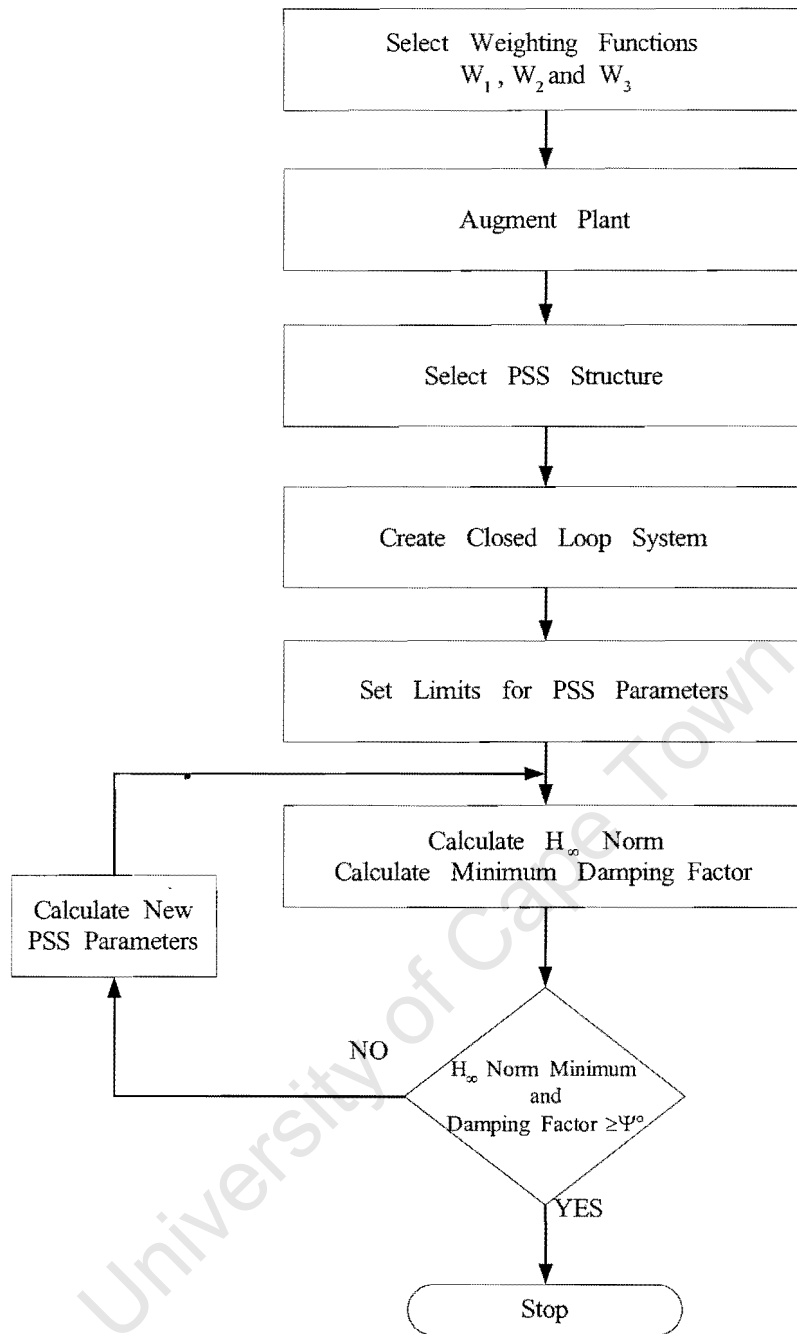 Select Weighting Functions
W₁, W₂ and W₃
Augment Plant
Select PSS Structure
Create Closed Loop System
Set Limits for PSS Parameters
Calculate H∞ Norm
Calculate Minimum Damping Factor
Calculate New
PSS Parameters
NO
H∞ Norm Minimum
and
Damping Factor ≥Ψ°
YES
Stop
University of Cape Town